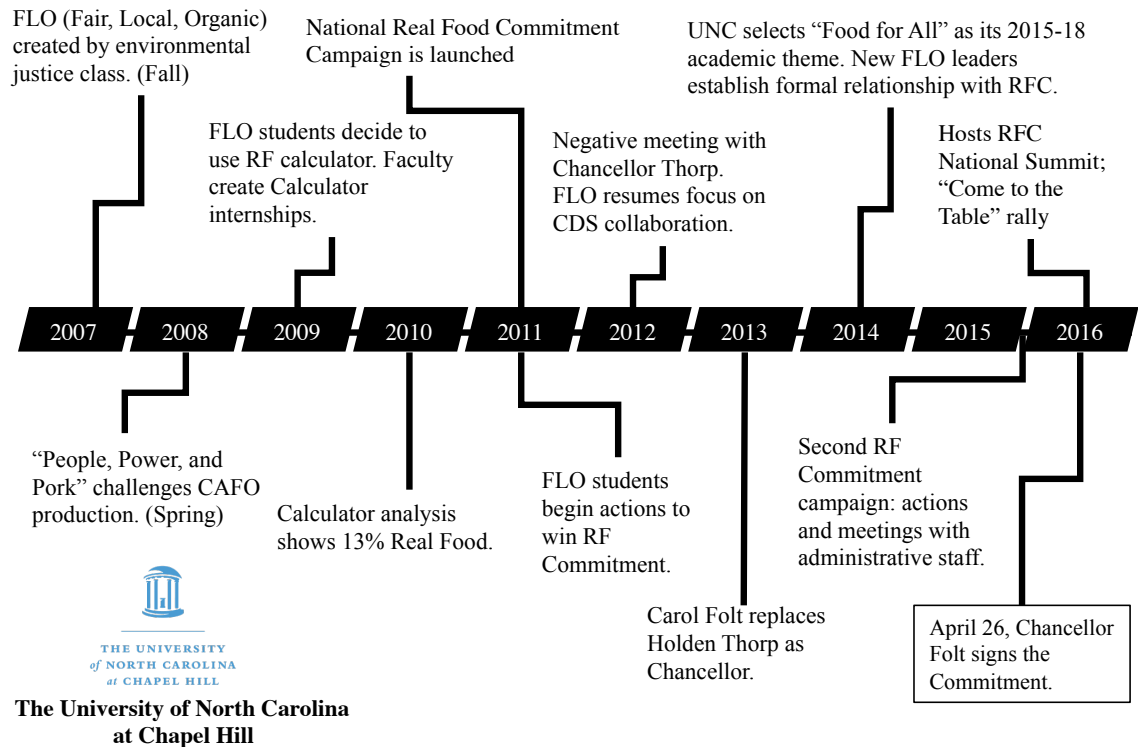 FLO (Fair, Local, Organic)
created by environmental
justice class. (Fall)
National Real Food Commitment
Campaign is launched
UNC selects “Food for All” as its 2015-18
academic theme. New FLO leaders
establish formal relationship with RFC.
FLO students decide to
use RF calculator. Faculty
create Calculator
internships.
Negative meeting with
Chancellor Thorp.
FLO resumes focus on
CDS collaboration.
Hosts RFC
National Summit;
“Come to the
Table” rally
2007
2008
2009
2010
2011
2012
2013
2014
2015
2016
“People, Power, and
Pork” challenges CAFO
production. (Spring)
Calculator analysis
shows 13% Real Food.
FLO students
begin actions to
win RF
Commitment.
Carol Folt replaces
Holden Thorp as
Chancellor.
Second RF
Commitment
campaign: actions
and meetings with
administrative staff.
April 26, Chancellor
Folt signs the
Commitment.
THE UNIVERSITY
of NORTH CAROLINA
at CHAPEL HILL
The University of North Carolina
at Chapel Hill